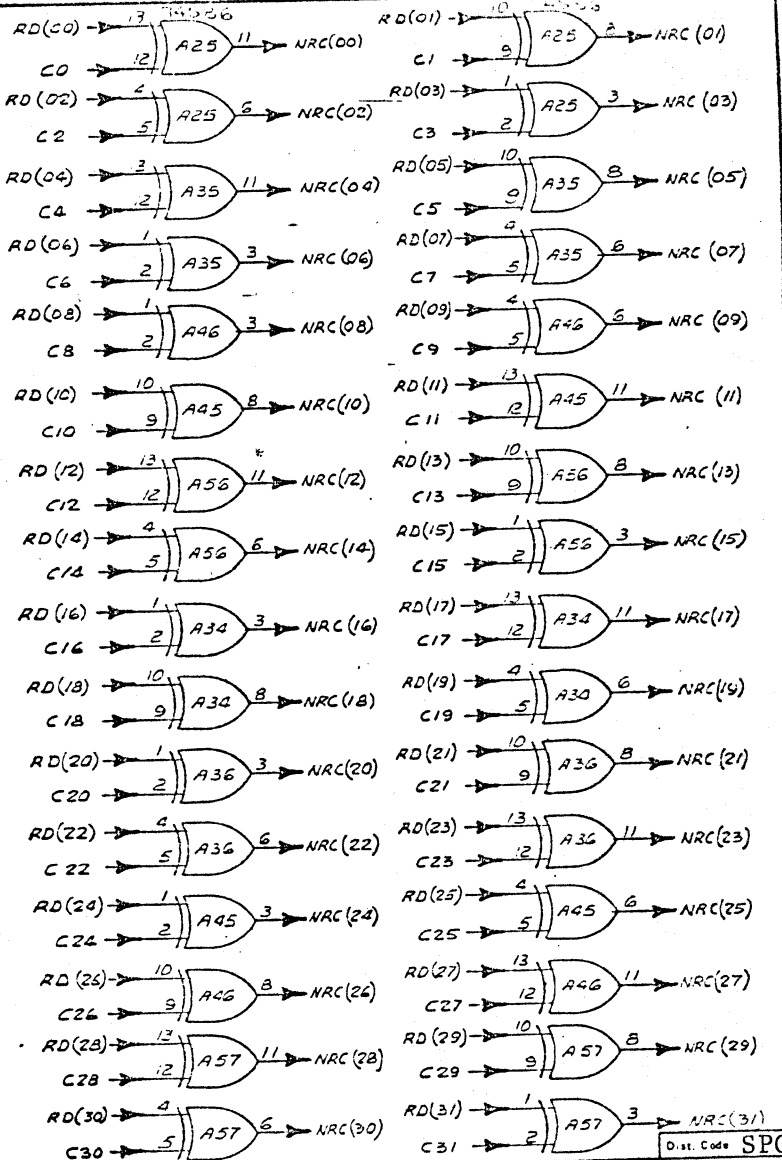 74S86
RD(00) 13 A25 11 NRC(00)
C0 12
RD(01) 10 A25 8 NRC (01)
C1 9
RD(02) 4 A25 6 NRC(02)
C2 5
RD(03) 1 A25 3 NRC (03)
C3 2
RD(04) 3 A35 11 NRC(04)
C4 12
RD(05) 10 A35 8 NRC (05)
C5 9
RD(06) 1 A35 3 NRC(06)
C6 2
RD(07) 4 A35 6 NRC (07)
C7 5
RD(08) 1 A46 3 NRC(08)
C8 2
RD(09) 4 A46 6 NRC (09)
C9 5
RD(10) 10 A45 8 NRC(10)
C10 9
RD(11) 13 A45 11 NRC (11)
C11 12
RD(12) 13 A56 11 NRC(12)
C12 12
RD(13) 10 A56 8 NRC(13)
C13 9
RD(14) 4 A56 6 NRC(14)
C14 5
RD(15) 1 A56 3 NRC(15)
C15 2
RD(16) 1 A34 3 NRC(16)
C16 2
RD(17) 13 A34 11 NRC(17)
C17 12
RD(18) 10 A34 8 NRC(18)
C18 9
RD(19) 4 A34 6 NRC(19)
C19 5
RD(20) 1 A36 3 NRC(20)
C20 2
RD(21) 10 A36 8 NRC(21)
C21 9
RD(22) 4 A36 6 NRC(22)
C22 5
RD(23) 13 A36 11 NRC(23)
C23 12
RD(24) 1 A45 3 NRC(24)
C24 2
RD(25) 4 A45 6 NRC(25)
C25 5
RD(26) 10 A46 8 NRC(26)
C26 9
RD(27) 13 A46 11 NRC(27)
C27 12
RD(28) 13 A57 11 NRC(28)
C28 12
RD(29) 10 A57 8 NRC(29)
C29 9
RD(30) 4 A57 6 NRC(30)
C30 5
RD(31) 1 A57 3 NRC(31)
C31 2
Dist. Code SPC